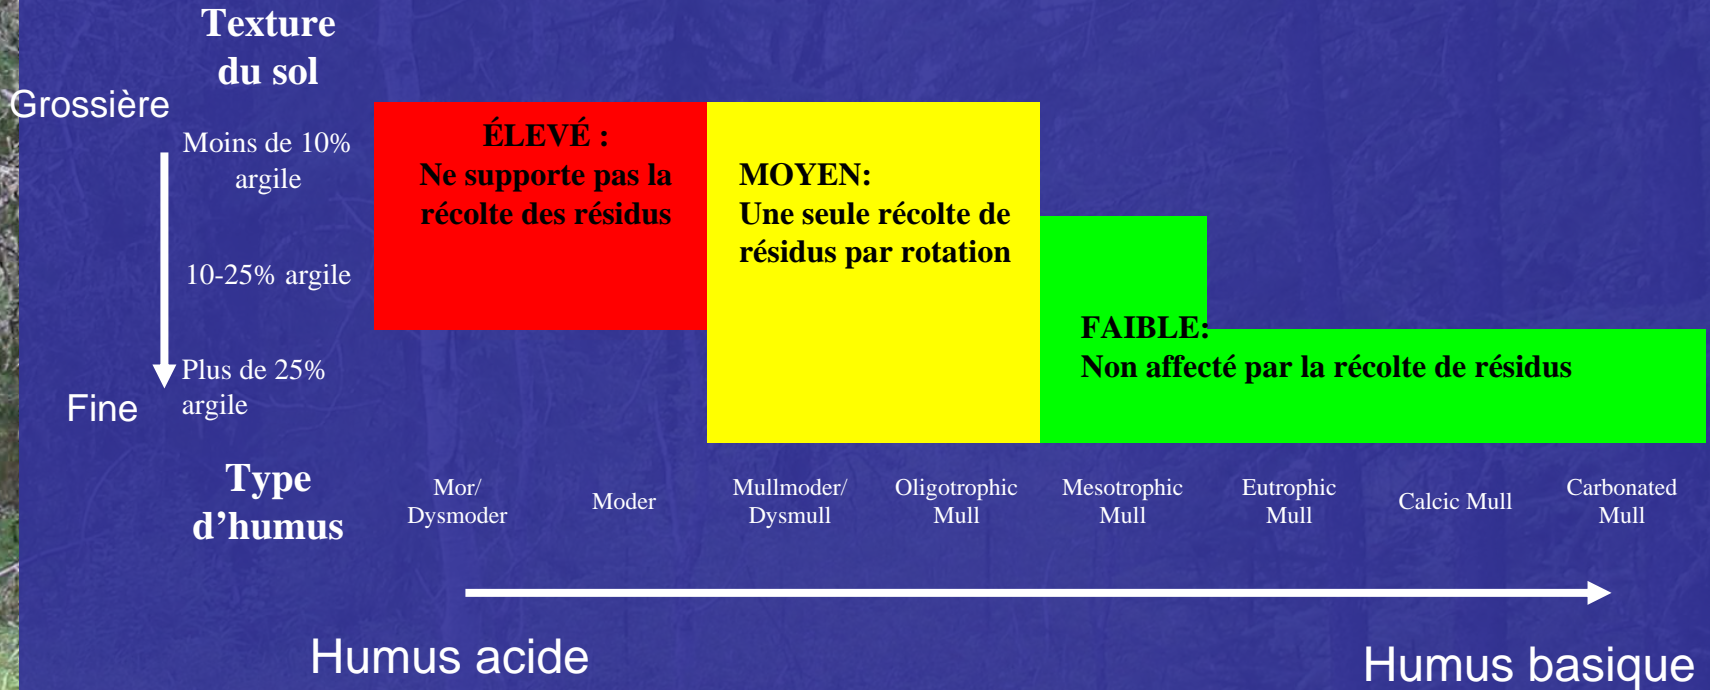 Texture
du sol
Grossière
Moins de 10%
argile
10-25% argile
Plus de 25%
argile
Fine
ÉLEVÉ :
Ne supporte pas la
récolte des résidus
MOYEN:
Une seule récolte de
résidus par rotation
FAIBLE:
Non affecté par la récolte de résidus
Type
d’humus
Mor/
Dysmoder
Moder
Mullmoder/
Dysmull
Oligotrophic
Mull
Mesotrophic
Mull
Eutrophic
Mull
Calcic Mull
Carbonated
Mull
Humus acide
Humus basique